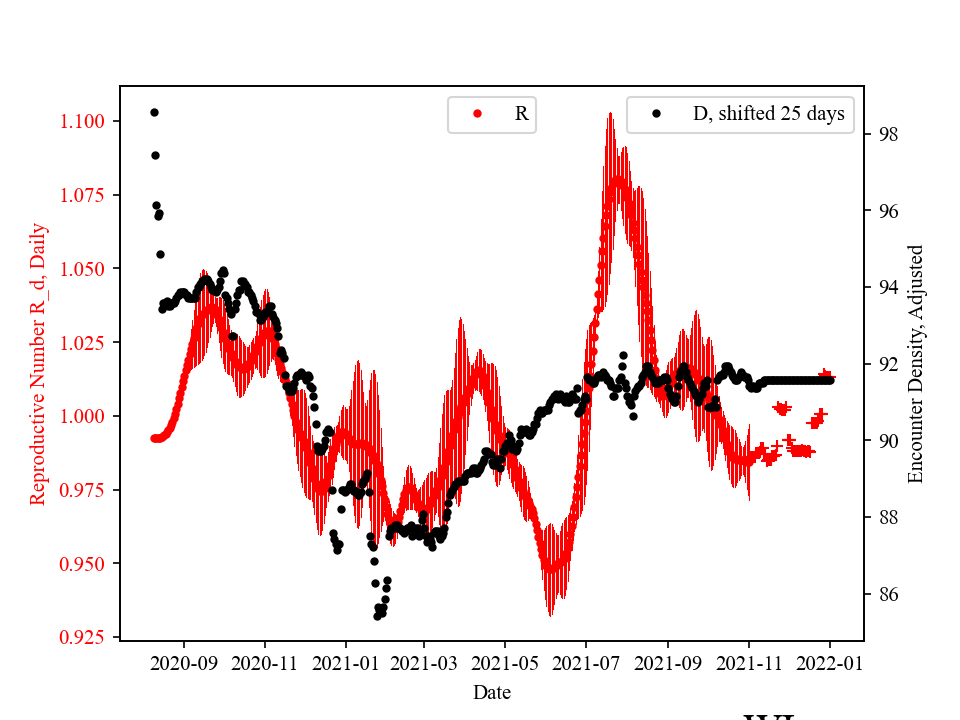 R
D, shifted 25 days
Reproductive Number R_d, Daily
1.100
1.075
1.050
1.025
1.000
0.975
0.950
0.925
98
96
94
92
90
88
86
Encounter Density, Adjusted
2020-09 2020-11 2021-01 2021-03 2021-05 2021-07 2021-09 2021-11 2022-01
Date